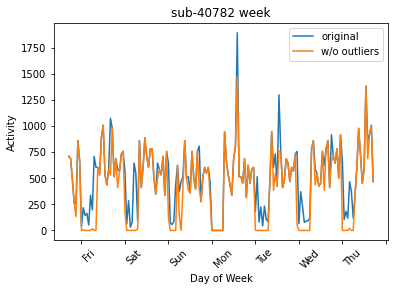 sub-40782 week
original
w/o outliers
Activity
1750
1500
1250
1000
750
500
250
0
Fri
Sat
Sun
Mon
Tue
Wed
Thu
Day of Week